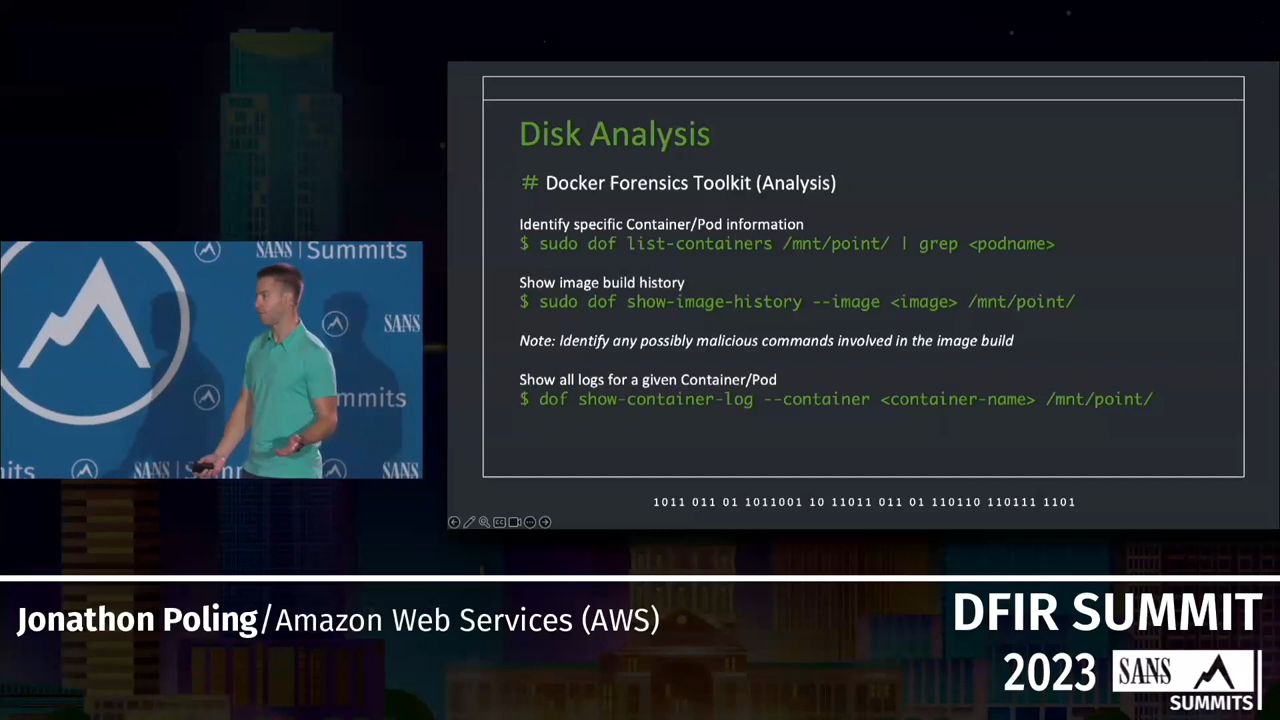 Disk Analysis
# Docker Forensics Toolkit (Analysis)
Identify specific Container/Pod information
$ sudo dof list-containers /mnt/point/ | grep <podname>
Show image build history
$ sudo dof show-image-history --image <image> /mnt/point/
Note: Identify any possibly malicious commands involved in the image build
Show all logs for a given Container/Pod
$ dof show-container-log --container <container-name> /mnt/point/
1011 011 01 1011001 10 11011 011 01 110110 110111 1101
SANS | Summits
SANS
mmits
its
SANS | S
SANS
Jonathon Poling/Amazon Web Services (AWS)
DFIR SUMMIT
2023
SANS
SUMMITS